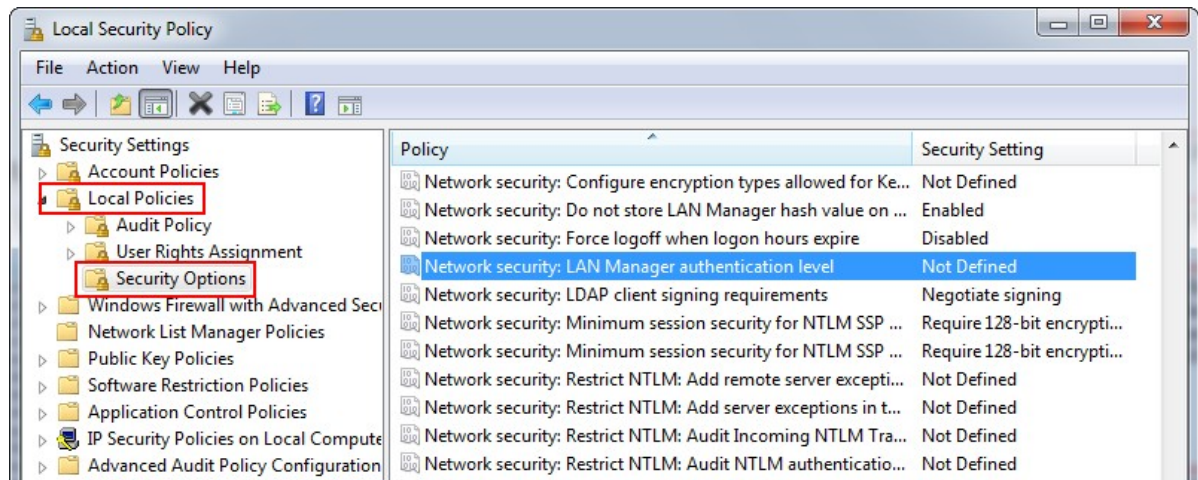 Local Security Policy
File Action View Help
Security Settings
Account Policies
Local Policies
Audit Policy
User Rights Assignment
Security Options
Windows Firewall with Advanced Secu
Network List Manager Policies
Public Key Policies
Software Restriction Policies
Application Control Policies
IP Security Policies on Local Compute
Advanced Audit Policy Configuration
Policy Security Setting
Network security: Configure encryption types allowed for Ke... Not Defined
Network security: Do not store LAN Manager hash value on ... Enabled
Network security: Force logoff when logon hours expire Disabled
Network security: LAN Manager authentication level Not Defined
Network security: LDAP client signing requirements Negotiate signing
Network security: Minimum session security for NTLM SSP ... Require 128-bit encrypti...
Network security: Minimum session security for NTLM SSP ... Require 128-bit encrypti...
Network security: Restrict NTLM: Add remote server excepti... Not Defined
Network security: Restrict NTLM: Add server exceptions in t... Not Defined
Network security: Restrict NTLM: Audit Incoming NTLM Tra... Not Defined
Network security: Restrict NTLM: Audit NTLM authenticatio... Not Defined